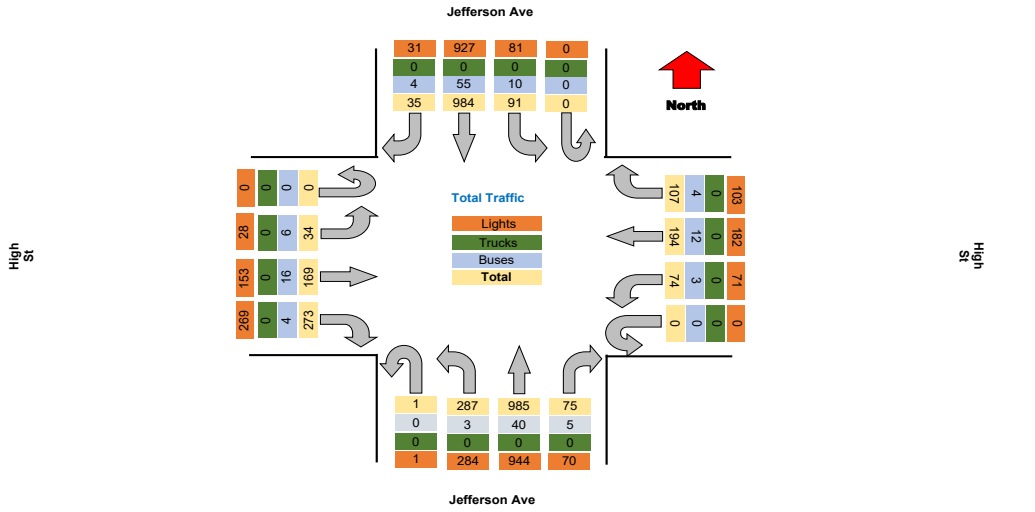 Jefferson Ave
31 927 81 0
0 0 0 0
4 55 10 0
35 984 91 0
North
0 0 0 0
28 0 6 34
153 0 16 169
269 0 4 273
High
St
Total Traffic
Lights
Trucks
Buses
Total
107 4 0 103
194 12 0 182
74 3 0 71
0 0 0 0
High
St
1 287 985 75
0 3 40 5
0 0 0 0
1 284 944 70
Jefferson Ave